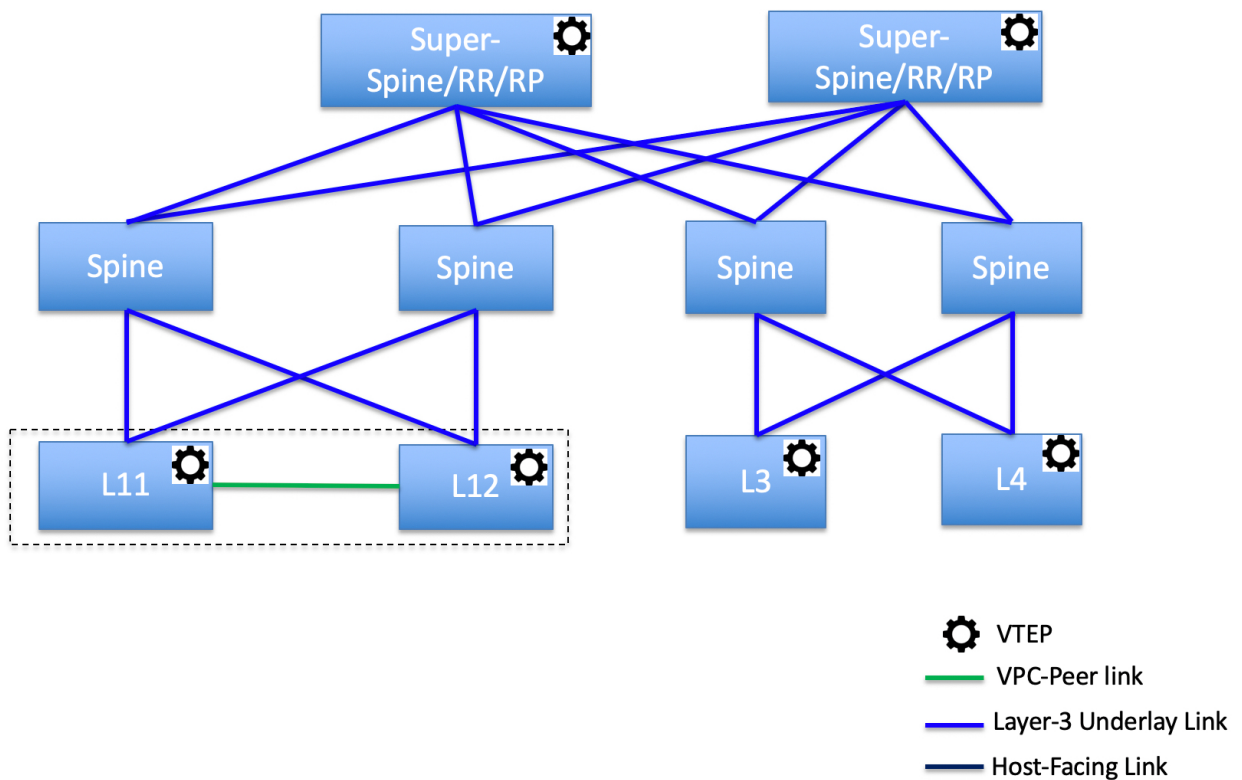 Super-
Spine/RR/RP
Super-
Spine/RR/RP
Spine
Spine
Spine
Spine
L11
L12
L3
L4
VTEP
VPC-Peer link
Layer-3 Underlay Link
Host-Facing Link